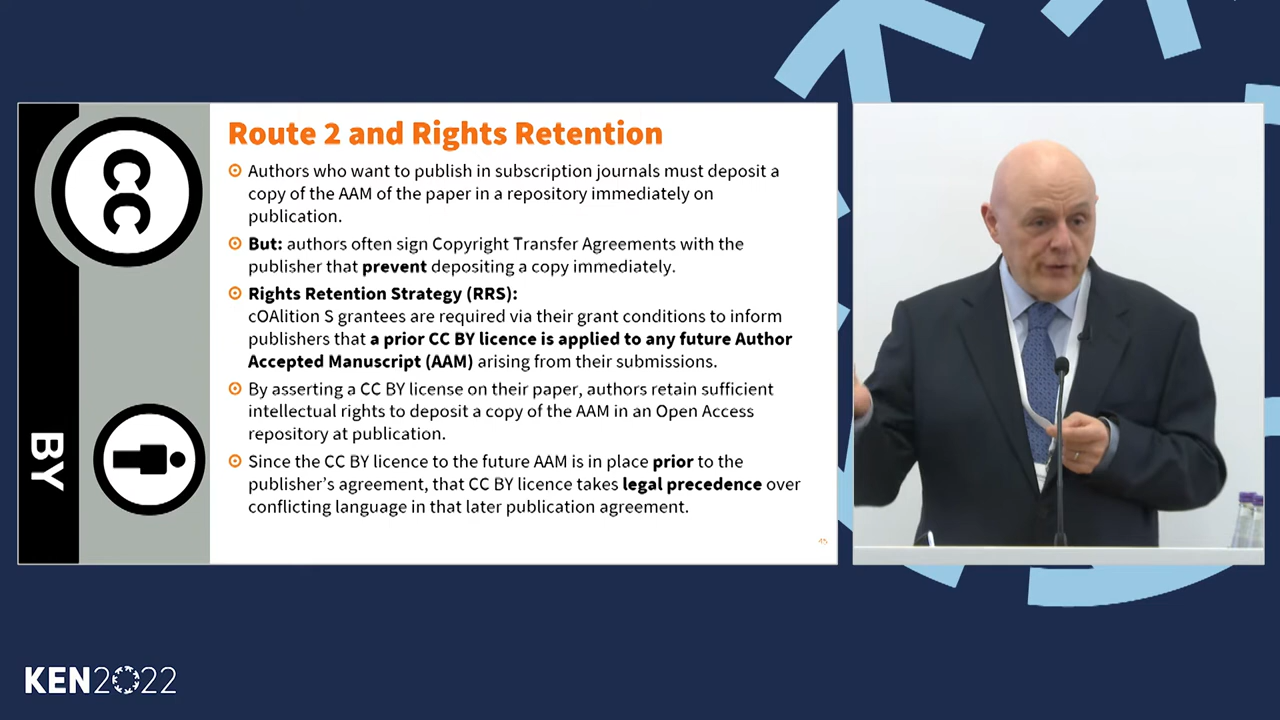 Route 2 and Rights Retention
Authors who want to publish in subscription journals must deposit a
copy of the AAM of the paper in a repository immediately on
publication.
But: authors often sign Copyright Transfer Agreements with the
publisher that prevent depositing a copy immediately.
Rights Retention Strategy (RRS):
cOAlition S grantees are required via their grant conditions to inform
publishers that a prior CC BY licence is applied to any future Author
Accepted Manuscript (AAM) arising from their submissions.
By asserting a CC BY license on their paper, authors retain sufficient
intellectual rights to deposit a copy of the AAM in an Open Access
repository at publication.
Since the CC BY licence to the future AAM is in place prior to the
publisher's agreement, that CC BY licence takes legal precedence over
conflicting language in that later publication agreement.
45
CC
BY
KEN2022